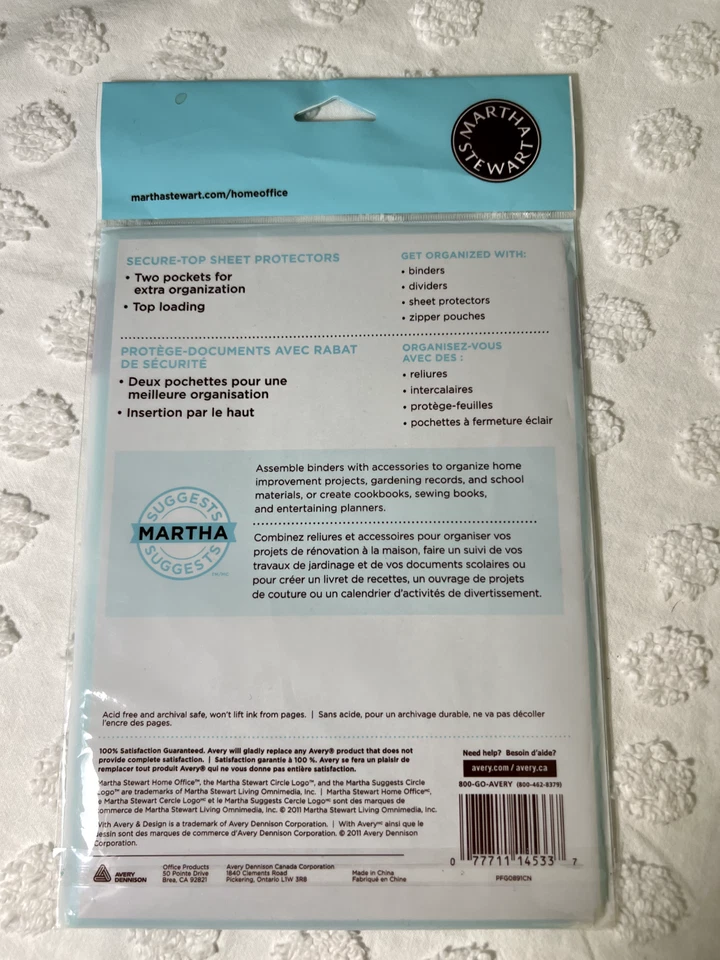 MARTHA
STEWART
marthastewart.com/homeoffice
SECURE-TOP SHEET PROTECTORS
• Two pockets for
extra organization
• Top loading
GET ORGANIZED WITH:
• binders
• dividers
• sheet protectors
• zipper pouches
PROTÈGE-DOCUMENTS AVEC RABAT
DE SÉCURITÉ
• Deux pochettes pour une
meilleure organisation
• Insertion par le haut
ORGANISEZ-VOUS
AVEC DES :
• reliures
• intercalaires
• protège-feuilles
• pochettes à fermeture éclair
SUGGESTS
MARTHA
SUGGESTS
Assemble binders with accessories to organize home
improvement projects, gardening records, and school
materials, or create cookbooks, sewing books,
and entertaining planners.
Combinez reliures et accessoires pour organiser vos
projets de rénovation à la maison, faire un suivi de vos
travaux de jardinage et de vos documents scolaires ou
pour créer un livret de recettes, un ouvrage de projets
de couture ou un calendrier d'activités de divertissement.
Acid free and archival safe, won't lift ink from pages. | Sans acide, pour un archivage durable, ne va pas décoller
l'encre des pages.
100% Satisfaction Guaranteed. Avery will gladly replace any Avery® product that does not
provide complete satisfaction. | Satisfaction garantie à 100 %. Avery se fera un plaisir de
remplacer tout produit Avery® qui ne vous donne pas entière satisfaction.
Martha Stewart Home Office™, the Martha Stewart Circle Logo™, and the Martha Suggests Circle
Logo™ are trademarks of Martha Stewart Living Omnimedia, Inc. | Martha Stewart Home Officeᴹᶜ,
le Martha Stewart Cercle Logoᴹᶜ et le Martha Suggests Cercle Logoᴹᶜ sont des marques de
commerce de Martha Stewart Living Omnimedia, Inc. © 2011 Martha Stewart Living Omnimedia, Inc.
With Avery & Design is a trademark of Avery Dennison Corporation. | With Averyᴹᶜ ainsi que le
dessin sont des marques de commerce d'Avery Dennison Corporation. © 2011 Avery Dennison
Corporation.
Need help? Besoin d'aide?
avery.com / avery.ca
800-GO-AVERY (800-462-8379)
0 77711 14533 7
PFG0891CN
AVERY
DENNISON
Office Products
50 Pointe Drive
Brea, CA 92821
Avery Dennison Canada Corporation
1840 Clements Road
Pickering, Ontario L1W 3R8
Made in China
Fabriqué en Chine